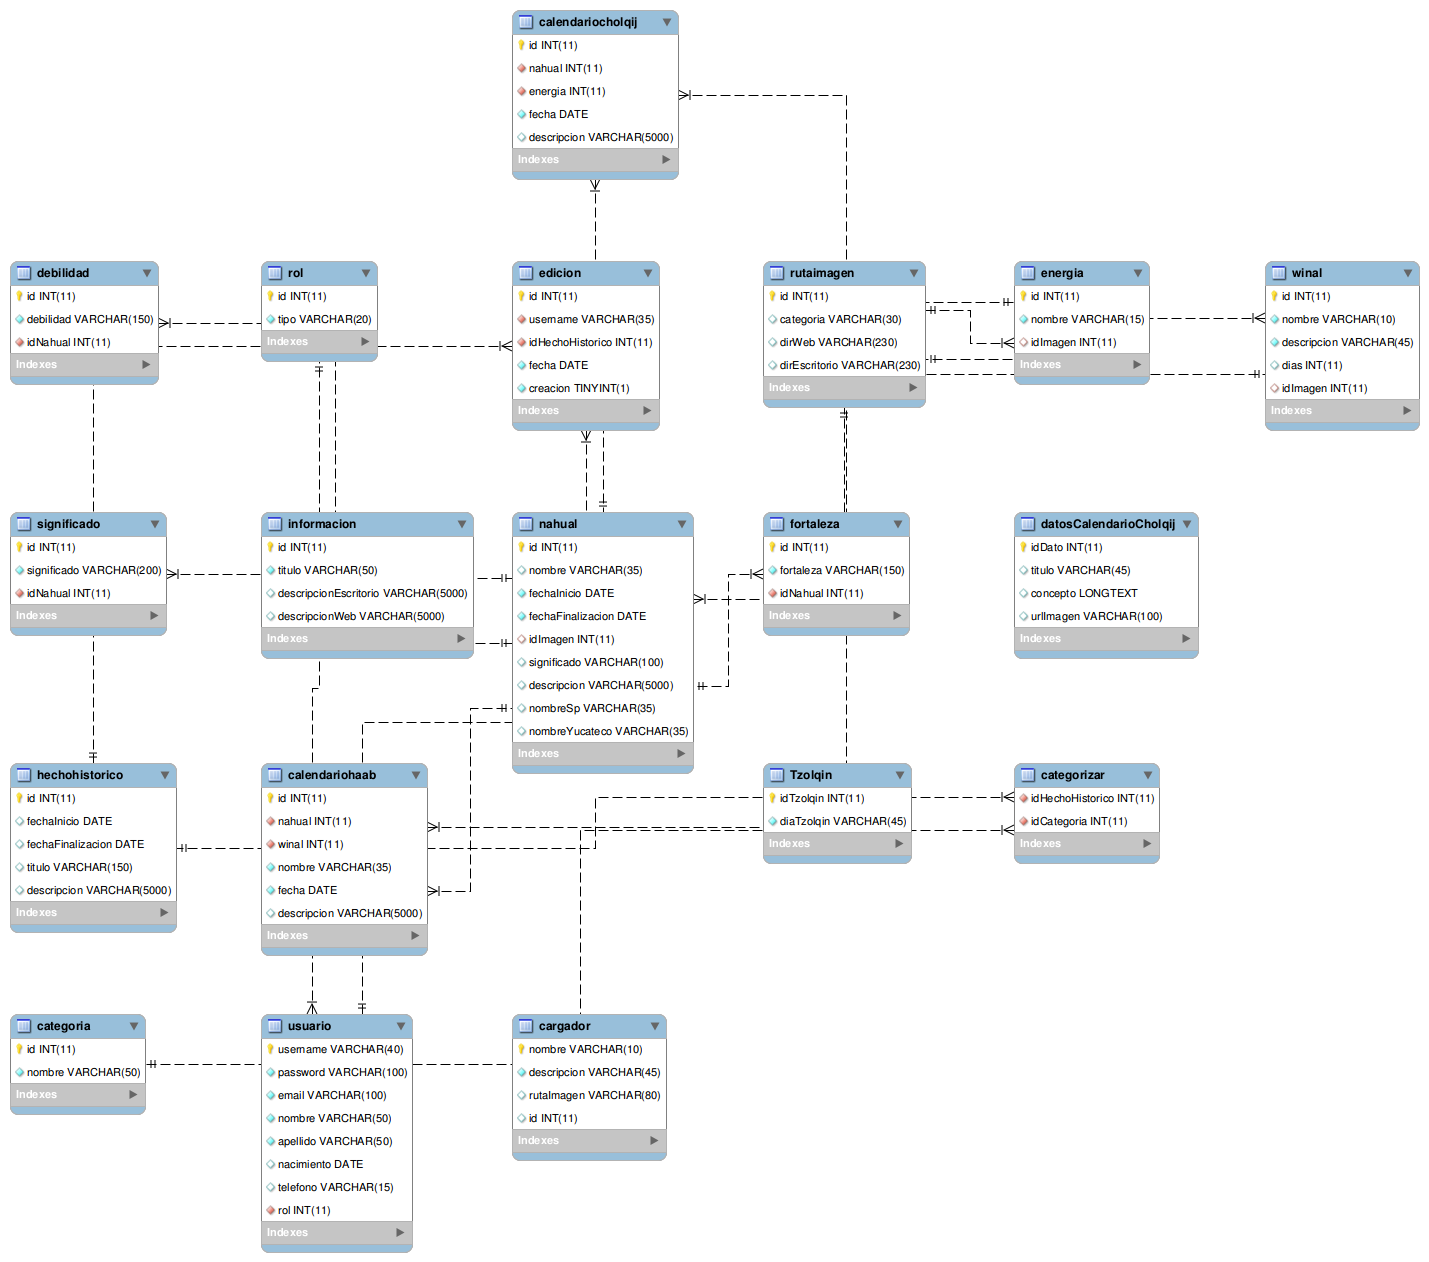 calendariocholqij
id INT(11)
nahual INT(11)
energia INT(11)
fecha DATE
descripcion VARCHAR(5000)
Indexes
debilidad
id INT(11)
debilidad VARCHAR(150)
idNahual INT(11)
Indexes
rol
id INT(11)
tipo VARCHAR(20)
Indexes
edicion
id INT(11)
username VARCHAR(35)
idHechoHistorico INT(11)
fecha DATE
creacion TINYINT(1)
Indexes
rutaimagen
id INT(11)
categoria VARCHAR(30)
dirWeb VARCHAR(230)
dirEscritorio VARCHAR(230)
Indexes
energia
id INT(11)
nombre VARCHAR(15)
idImagen INT(11)
Indexes
winal
id INT(11)
nombre VARCHAR(10)
descripcion VARCHAR(45)
dias INT(11)
idImagen INT(11)
Indexes
significado
id INT(11)
significado VARCHAR(200)
idNahual INT(11)
Indexes
informacion
id INT(11)
titulo VARCHAR(50)
descripcionEscritorio VARCHAR(5000)
descripcionWeb VARCHAR(5000)
Indexes
nahual
id INT(11)
nombre VARCHAR(35)
fechaInicio DATE
fechaFinalizacion DATE
idImagen INT(11)
significado VARCHAR(100)
descripcion VARCHAR(5000)
nombreSp VARCHAR(35)
nombreYucateco VARCHAR(35)
Indexes
fortaleza
id INT(11)
fortaleza VARCHAR(150)
idNahual INT(11)
Indexes
datosCalendarioCholqij
idDato INT(11)
titulo VARCHAR(45)
concepto LONGTEXT
urlImagen VARCHAR(100)
Indexes
hechohistorico
id INT(11)
fechaInicio DATE
fechaFinalizacion DATE
titulo VARCHAR(150)
descripcion VARCHAR(5000)
Indexes
calendariohaab
id INT(11)
nahual INT(11)
winal INT(11)
nombre VARCHAR(35)
fecha DATE
descripcion VARCHAR(5000)
Indexes
Tzolqin
idTzolqin INT(11)
diaTzolqin VARCHAR(45)
Indexes
categorizar
idHechoHistorico INT(11)
idCategoria INT(11)
Indexes
categoria
id INT(11)
nombre VARCHAR(50)
Indexes
usuario
username VARCHAR(40)
password VARCHAR(100)
email VARCHAR(100)
nombre VARCHAR(50)
apellido VARCHAR(50)
nacimiento DATE
telefono VARCHAR(15)
rol INT(11)
Indexes
cargador
nombre VARCHAR(10)
descripcion VARCHAR(45)
rutaImagen VARCHAR(80)
id INT(11)
Indexes